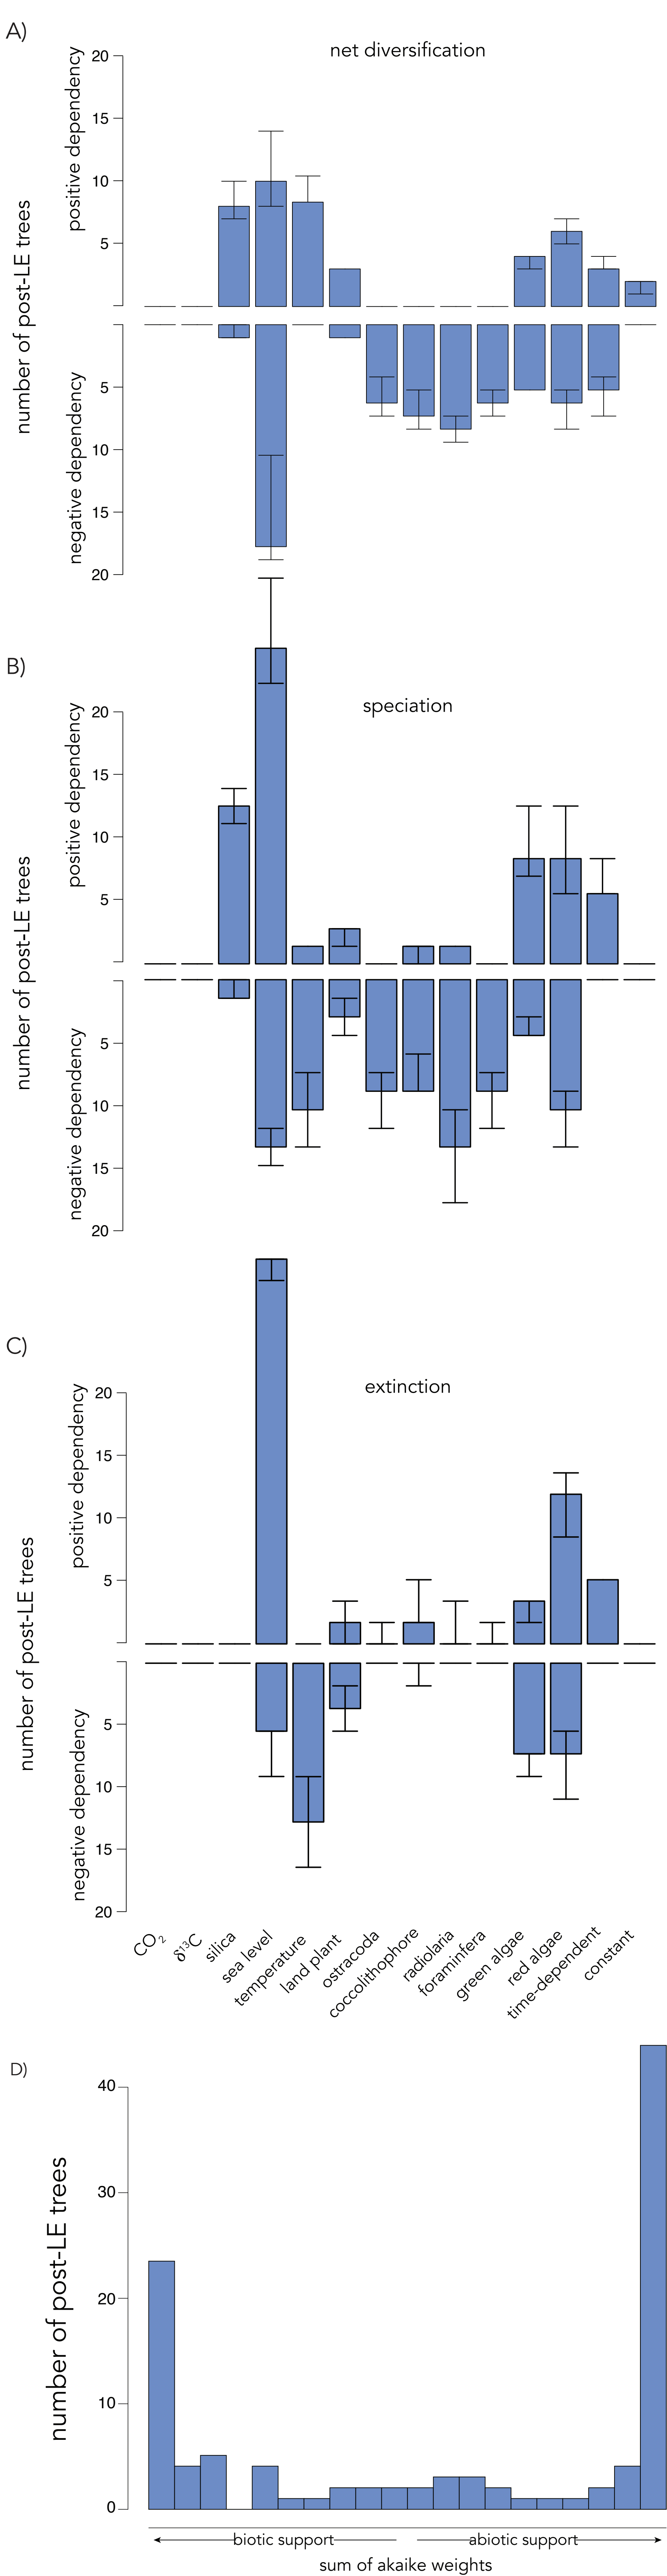 A)
net diversification
number of post-LE trees
positive dependency
20
15
10
5
negative dependency
5
10
15
20
B)
speciation
number of post-LE trees
positive dependency
20
15
10
5
negative dependency
5
10
15
20
C)
extinction
number of post-LE trees
positive dependency
20
15
10
5
negative dependency
5
10
15
20
CO₂
δ¹³C
silica
sea level
temperature
land plant
ostracoda
coccolithophore
radiolaria
foraminfera
green algae
red algae
time-dependent
constant
D)
number of post-LE trees
40
30
20
10
0
biotic support
abiotic support
sum of akaike weights